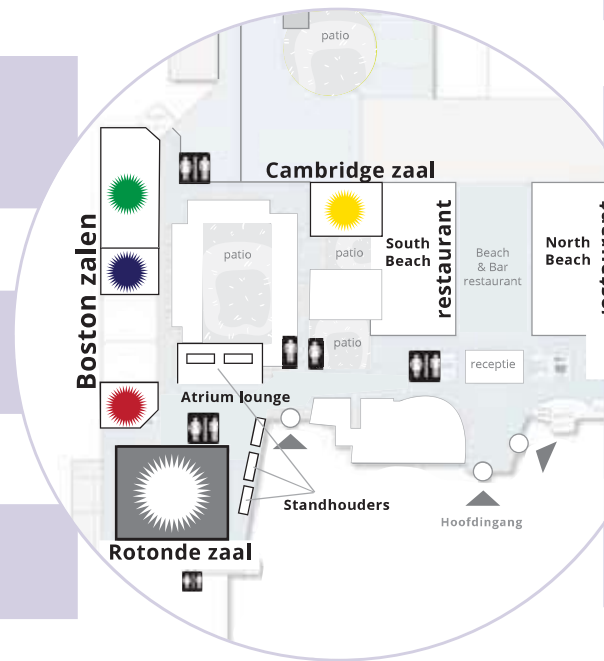 patio
Cambridge zaal
Boston zalen
patio
patio
South
Beach
restaurant
Beach
& Bar
restaurant
North
Beach
patio
receptie
Atrium lounge
Standhouders
Hoofdingang
Rotonde zaal